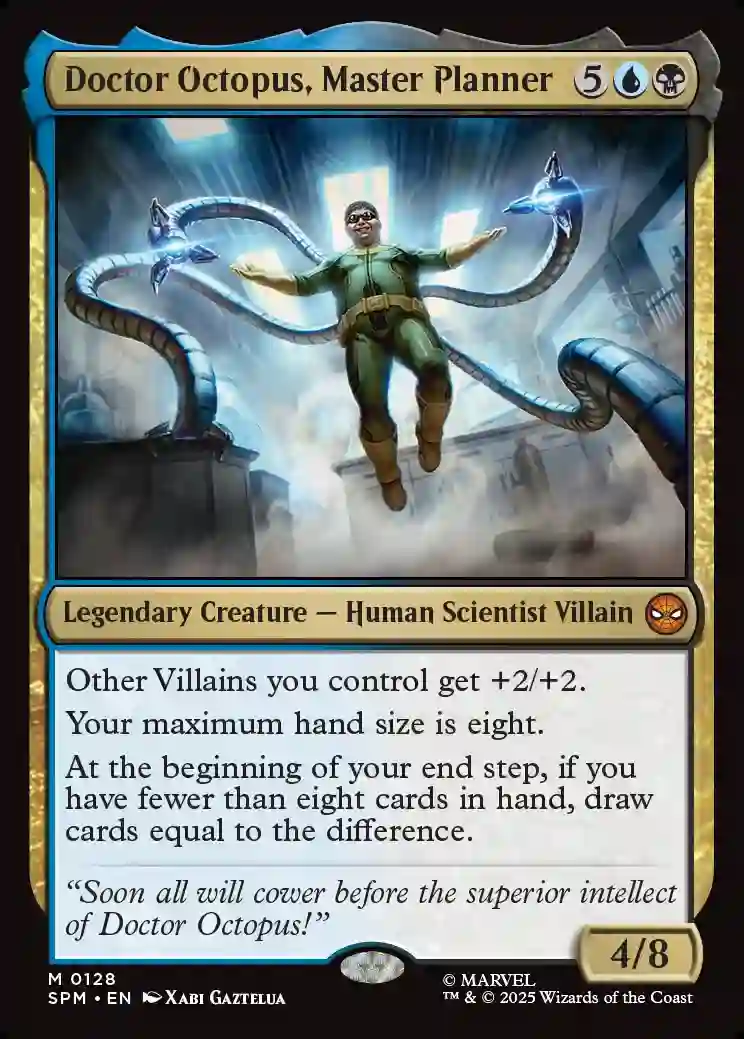 Doctor Octopus, Master Planner 5
Legendary Creature — Human Scientist Villain
Other Villains you control get +2/+2.
Your maximum hand size is eight.
At the beginning of your end step, if you
have fewer than eight cards in hand, draw
cards equal to the difference.
“Soon all will cower before the superior intellect
of Doctor Octopus!”
4/8
M 0128
SPM • EN Xabi Gaztelua
© MARVEL
™ & © 2025 Wizards of the Coast